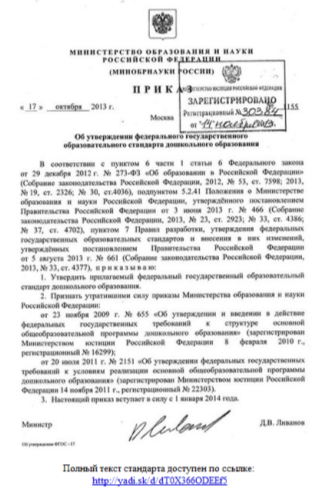 МИНИСТЕРСТВО ОБРАЗОВАНИЯ И НАУКИ
РОССИЙСКОЙ ФЕДЕРАЦИИ
(МИНОБРНАУКИ РОССИИ)
ПРИКАЗ
МИНИСТЕРСТВО ЮСТИЦИИ РОССИЙСКОЙ ФЕДЕРАЦИИ
ЗАРЕГИСТРИРОВАНО
Регистрационный № 30384
от "14 ноября 2013.
« 17 » октября 2013 г.
1155
Москва
Об утверждении федерального государственного
образовательного стандарта дошкольного образования
В соответствии с пунктом 6 части 1 статьи 6 Федерального закона
от 29 декабря 2012 г. № 273-ФЗ «Об образовании в Российской Федерации»
(Собрание законодательства Российской Федерации, 2012, № 53, ст. 7598; 2013,
№ 19, ст. 2326; № 30, ст.4036), подпунктом 5.2.41 Положения о Министерстве
образования и науки Российской Федерации, утверждённого постановлением
Правительства Российской Федерации от 3 июня 2013 г. № 466 (Собрание
законодательства Российской Федерации, 2013, № 23, ст. 2923; № 33, ст. 4386;
№ 37, ст. 4702), пунктом 7 Правил разработки, утверждения федеральных
государственных образовательных стандартов и внесения в них изменений,
утверждённых постановлением Правительства Российской Федерации
от 5 августа 2013 г. № 661 (Собрание законодательства Российской Федерации,
2013, № 33, ст. 4377), п р и к а з ы в а ю:
1. Утвердить прилагаемый федеральный государственный образовательный
стандарт дошкольного образования.
2. Признать утратившими силу приказы Министерства образования и науки
Российской Федерации:
от 23 ноября 2009 г. № 655 «Об утверждении и введении в действие
федеральных государственных требований к структуре основной
общеобразовательной программы дошкольного образования» (зарегистрирован
Министерством юстиции Российской Федерации 8 февраля 2010 г.,
регистрационный № 16299);
от 20 июля 2011 г. № 2151 «Об утверждении федеральных государственных
требований к условиям реализации основной общеобразовательной программы
дошкольного образования» (зарегистрирован Министерством юстиции Российской
Федерации 14 ноября 2011 г., регистрационный № 22303).
3. Настоящий приказ вступает в силу с 1 января 2014 года.
Министр
Д.В. Ливанов
Об утверждении ФГОС - 17
Полный текст стандарта доступен по ссылке:
http://yadi.sk/d/dT0X366ODEEf5